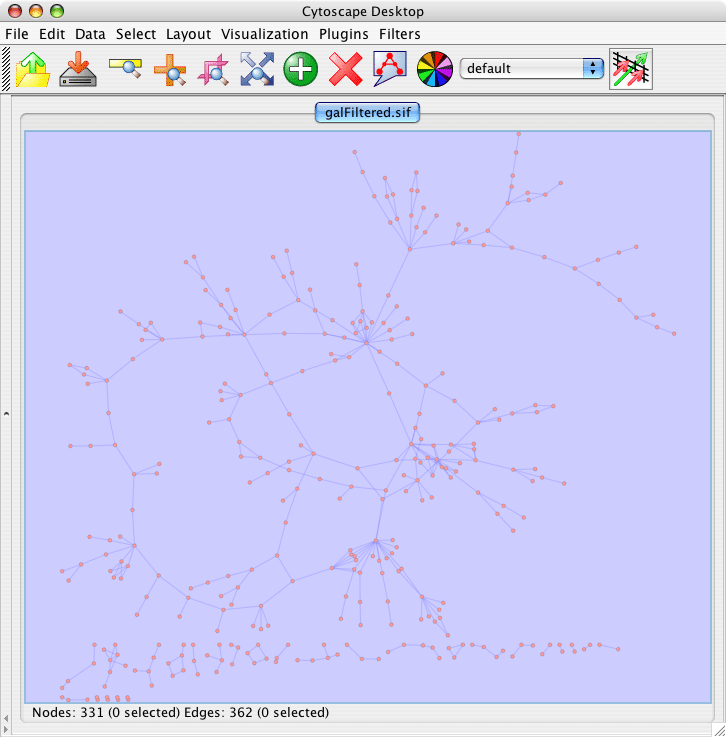 Cytoscape Desktop
File Edit Data Select Layout Visualization Plugins Filters
default
galFiltered.sif
Nodes: 331 (0 selected) Edges: 362 (0 selected)